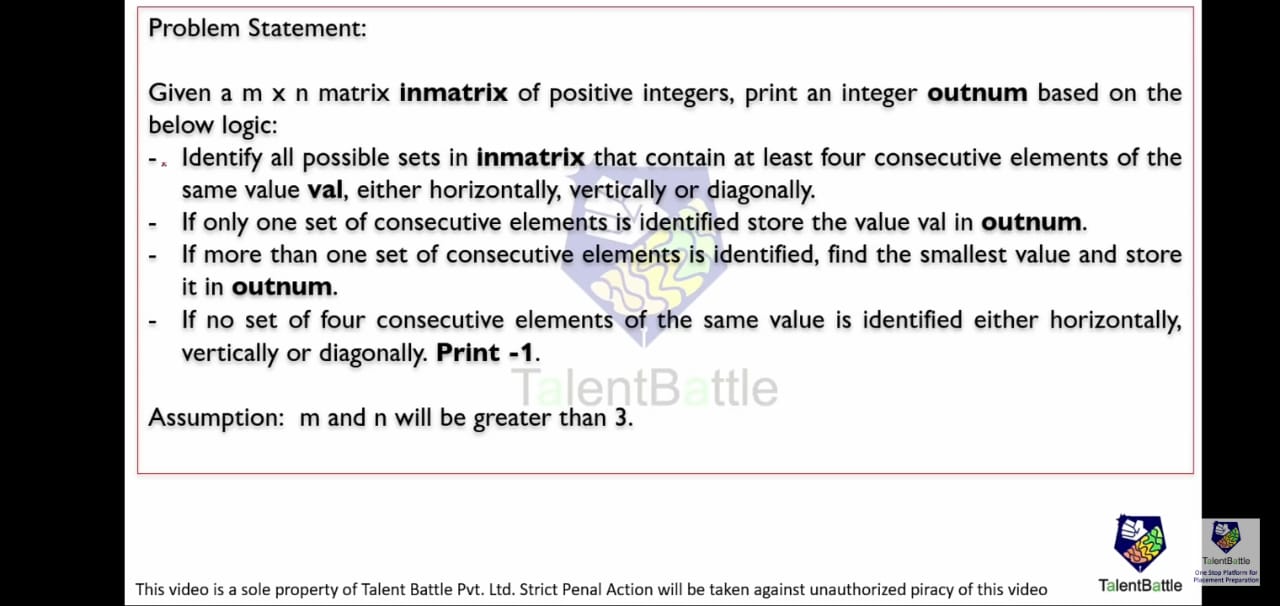 Problem Statement:
Given a m x n matrix inmatrix of positive integers, print an integer outnum based on the
below logic:
- Identify all possible sets in inmatrix that contain at least four consecutive elements of the
same value val, either horizontally, vertically or diagonally.
- If only one set of consecutive elements is identified store the value val in outnum.
- If more than one set of consecutive elements is identified, find the smallest value and store
it in outnum.
- If no set of four consecutive elements of the same value is identified either horizontally,
vertically or diagonally. Print -1.
TalentBattle
Assumption: m and n will be greater than 3.
TalentBattle
One Stop Platform for
Placement Preparation
This video is a sole property of Talent Battle Pvt. Ltd. Strict Penal Action will be taken against unauthorized piracy of this video
TalentBattle